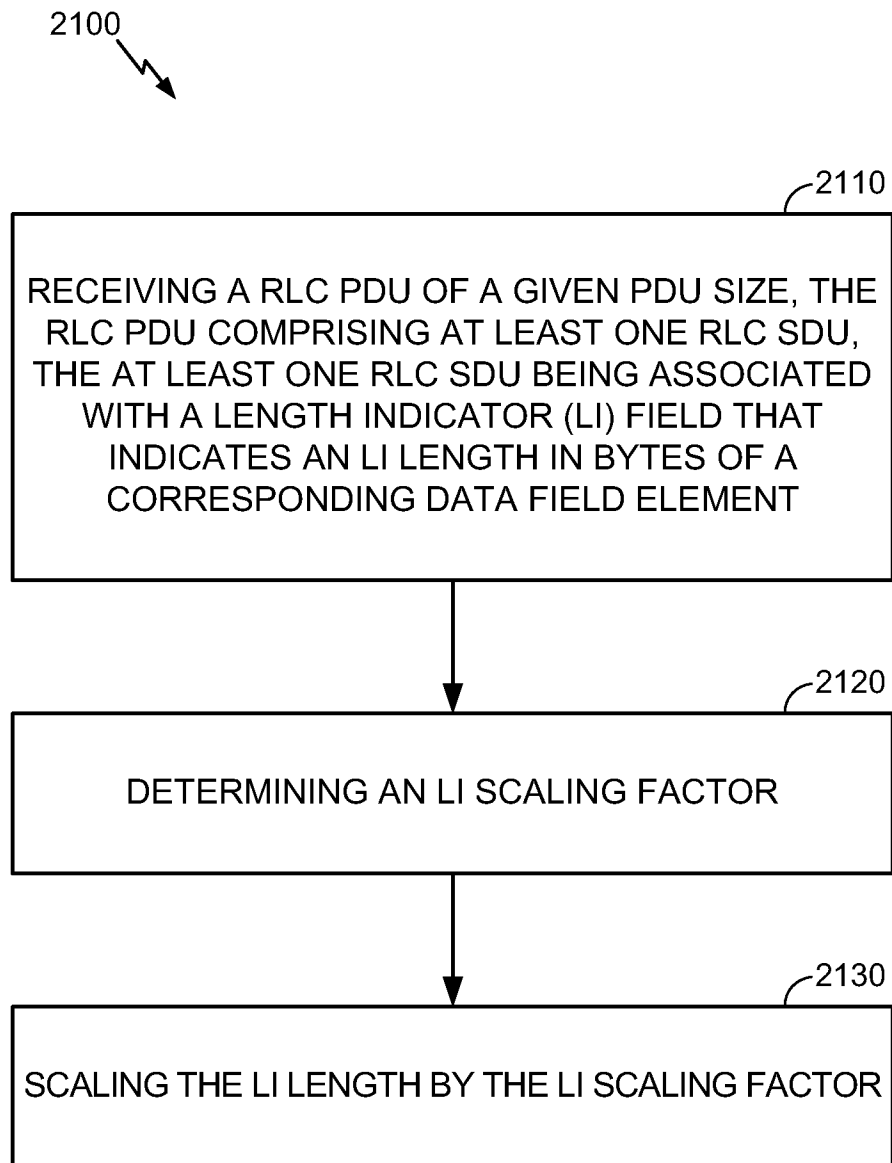 2100
2110
RECEIVING A RLC PDU OF A GIVEN PDU SIZE, THE
RLC PDU COMPRISING AT LEAST ONE RLC SDU,
THE AT LEAST ONE RLC SDU BEING ASSOCIATED
WITH A LENGTH INDICATOR (LI) FIELD THAT
INDICATES AN LI LENGTH IN BYTES OF A
CORRESPONDING DATA FIELD ELEMENT
2120
DETERMINING AN LI SCALING FACTOR
2130
SCALING THE LI LENGTH BY THE LI SCALING FACTOR